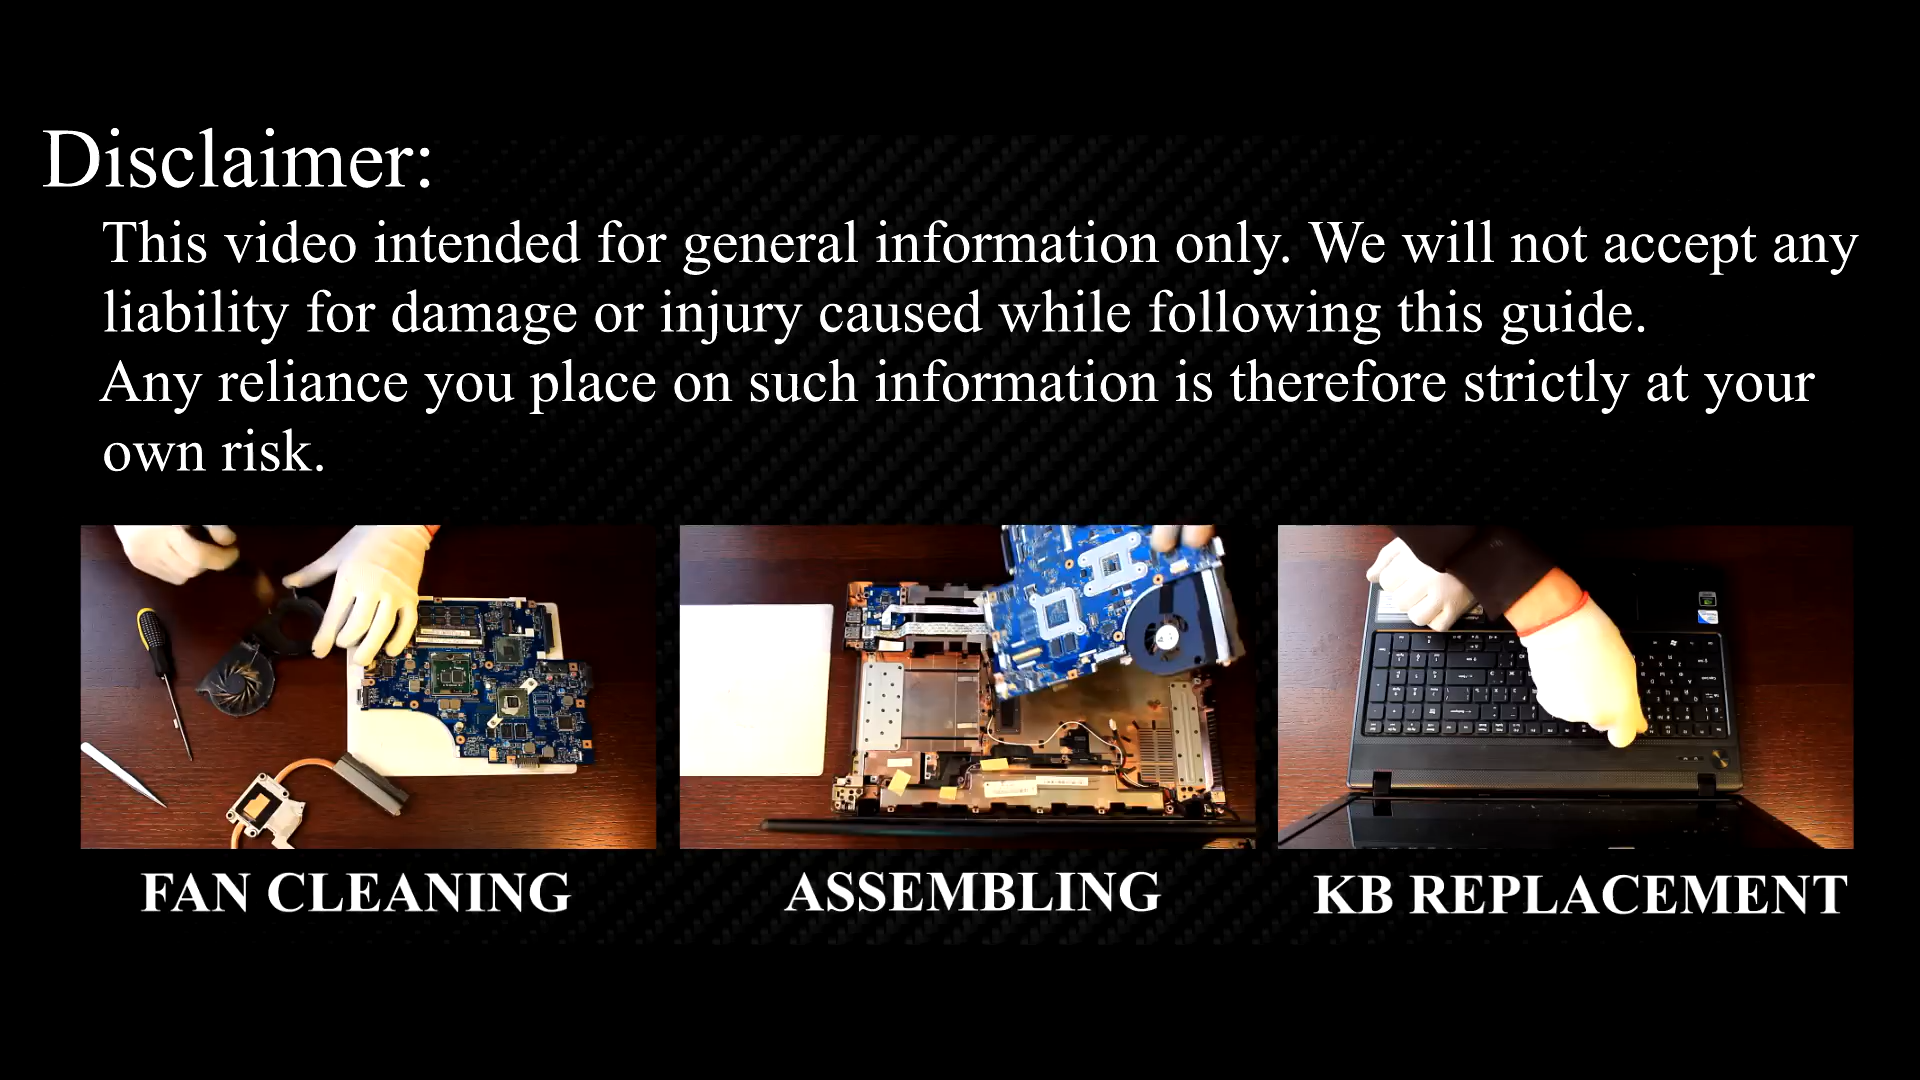 Disclaimer:
This video intended for general information only. We will not accept any
liability for damage or injury caused while following this guide.
Any reliance you place on such information is therefore strictly at your
own risk.
FAN CLEANING
ASSEMBLING
KB REPLACEMENT